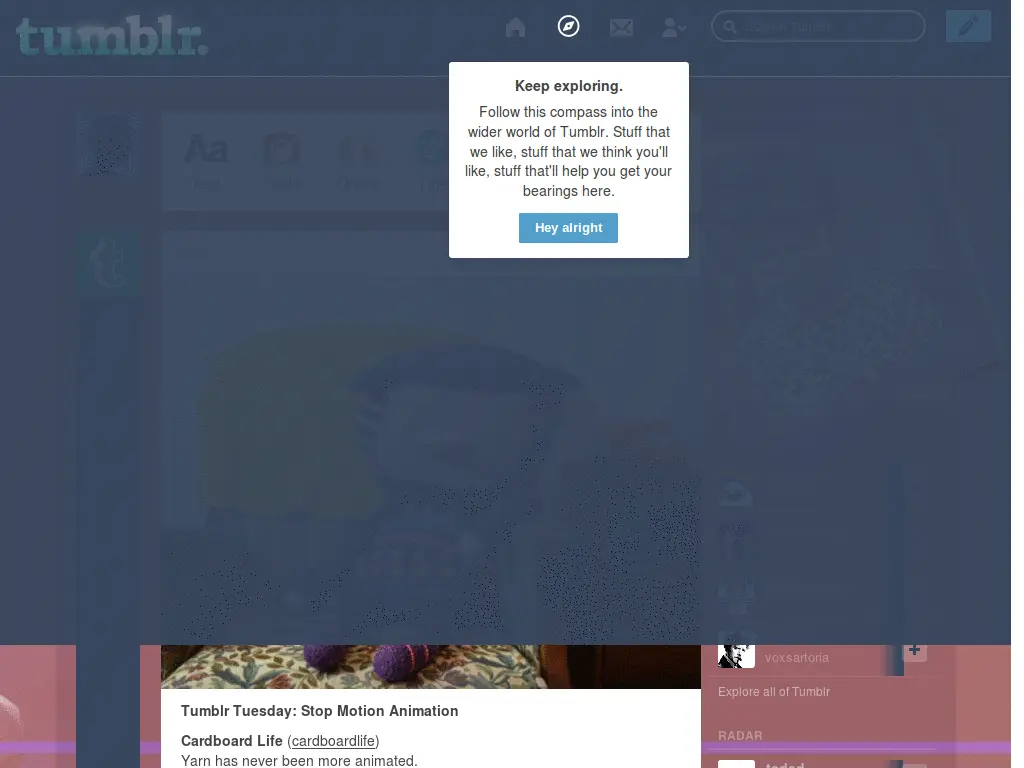 tumblr.
Search Tumblr
Keep exploring.
Follow this compass into the
wider world of Tumblr. Stuff that
we like, stuff that we think you'll
like, stuff that'll help you get your
bearings here.
Hey alright
Aa
Text
voxsartoria
Explore all of Tumblr
RADAR
Tumblr Tuesday: Stop Motion Animation
Cardboard Life (cardboardlife)
Yarn has never been more animated.